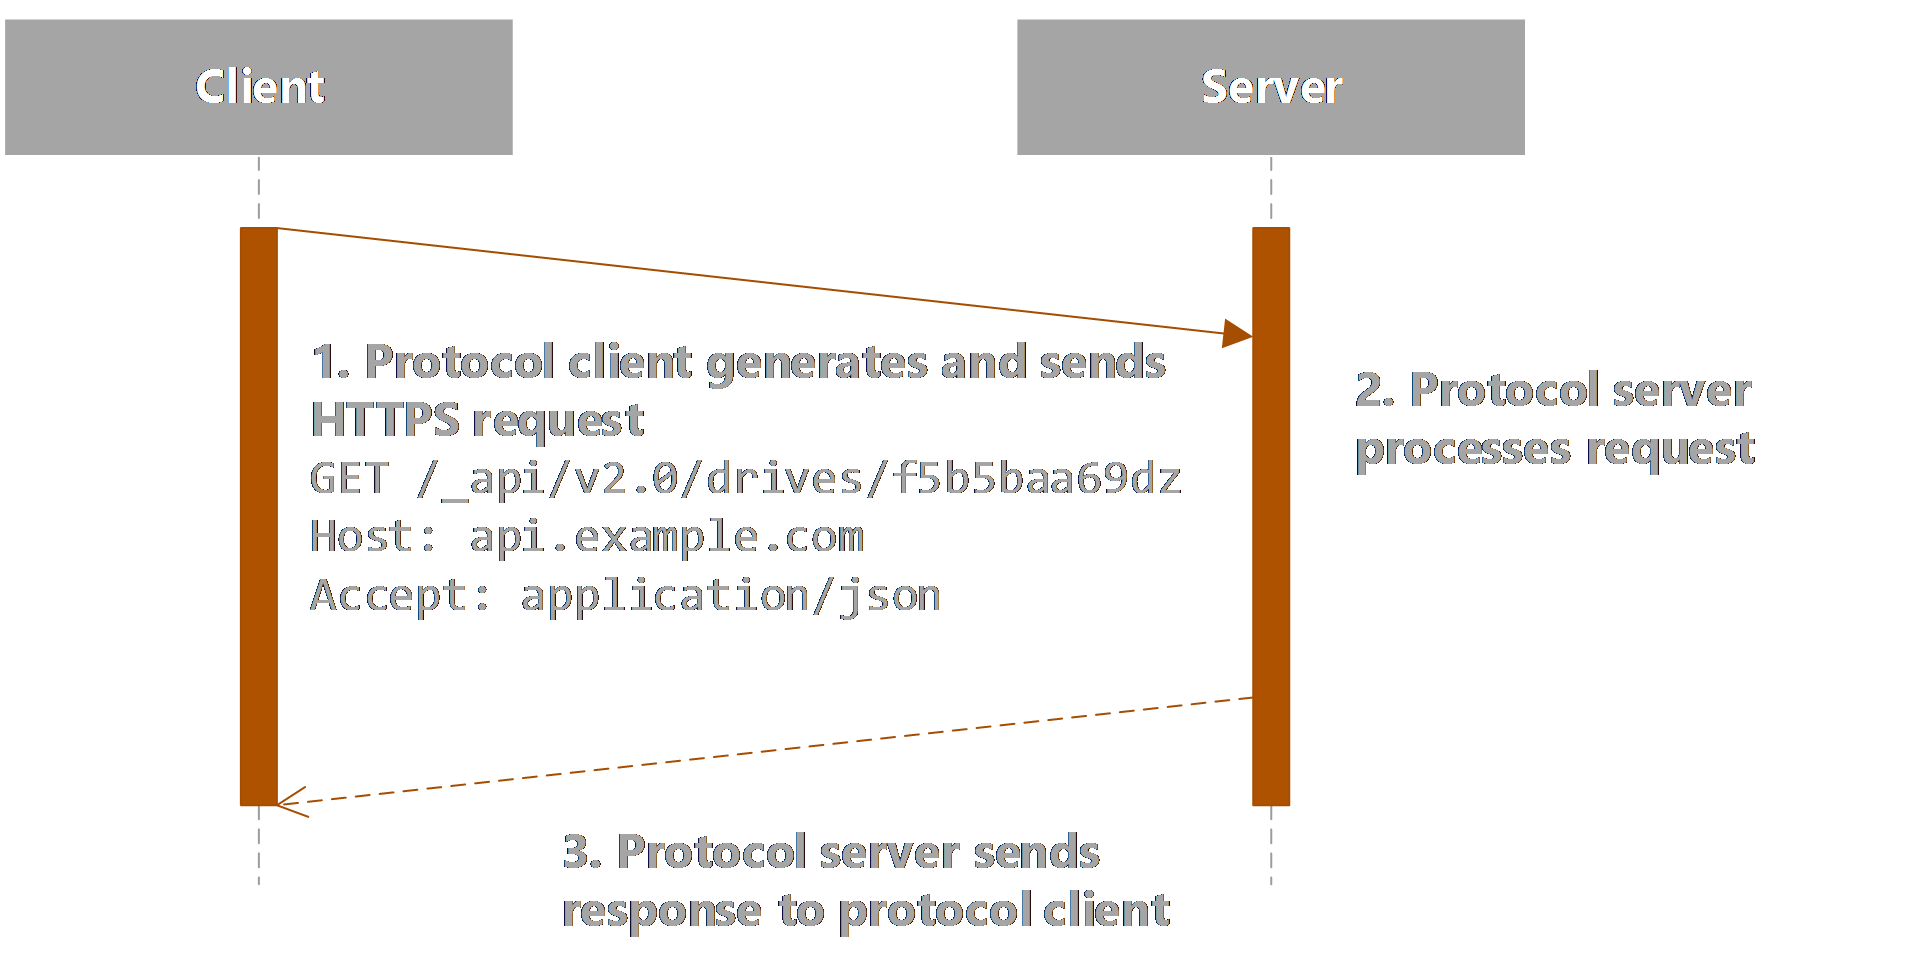 Client
Server
1. Protocol client generates and sends
HTTPS request
GET /_api/v2.0/drives/f5b5baa69dz
Host: api.example.com
Accept: application/json
2. Protocol server
processes request
3. Protocol server sends
response to protocol client